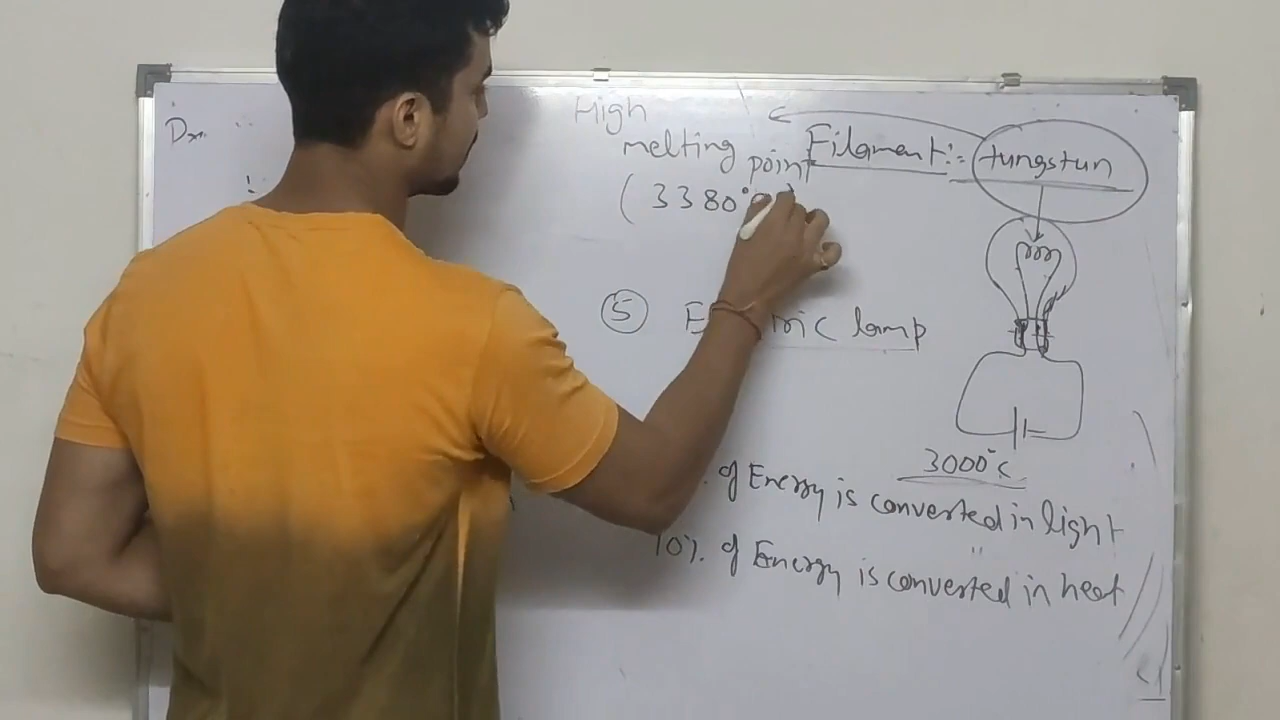 Dr.
High
melting point
(3380°
Filament:- tungstun
⑤ lamp
3000°c
of Energy is converted in light
10% of Energy is converted in heat